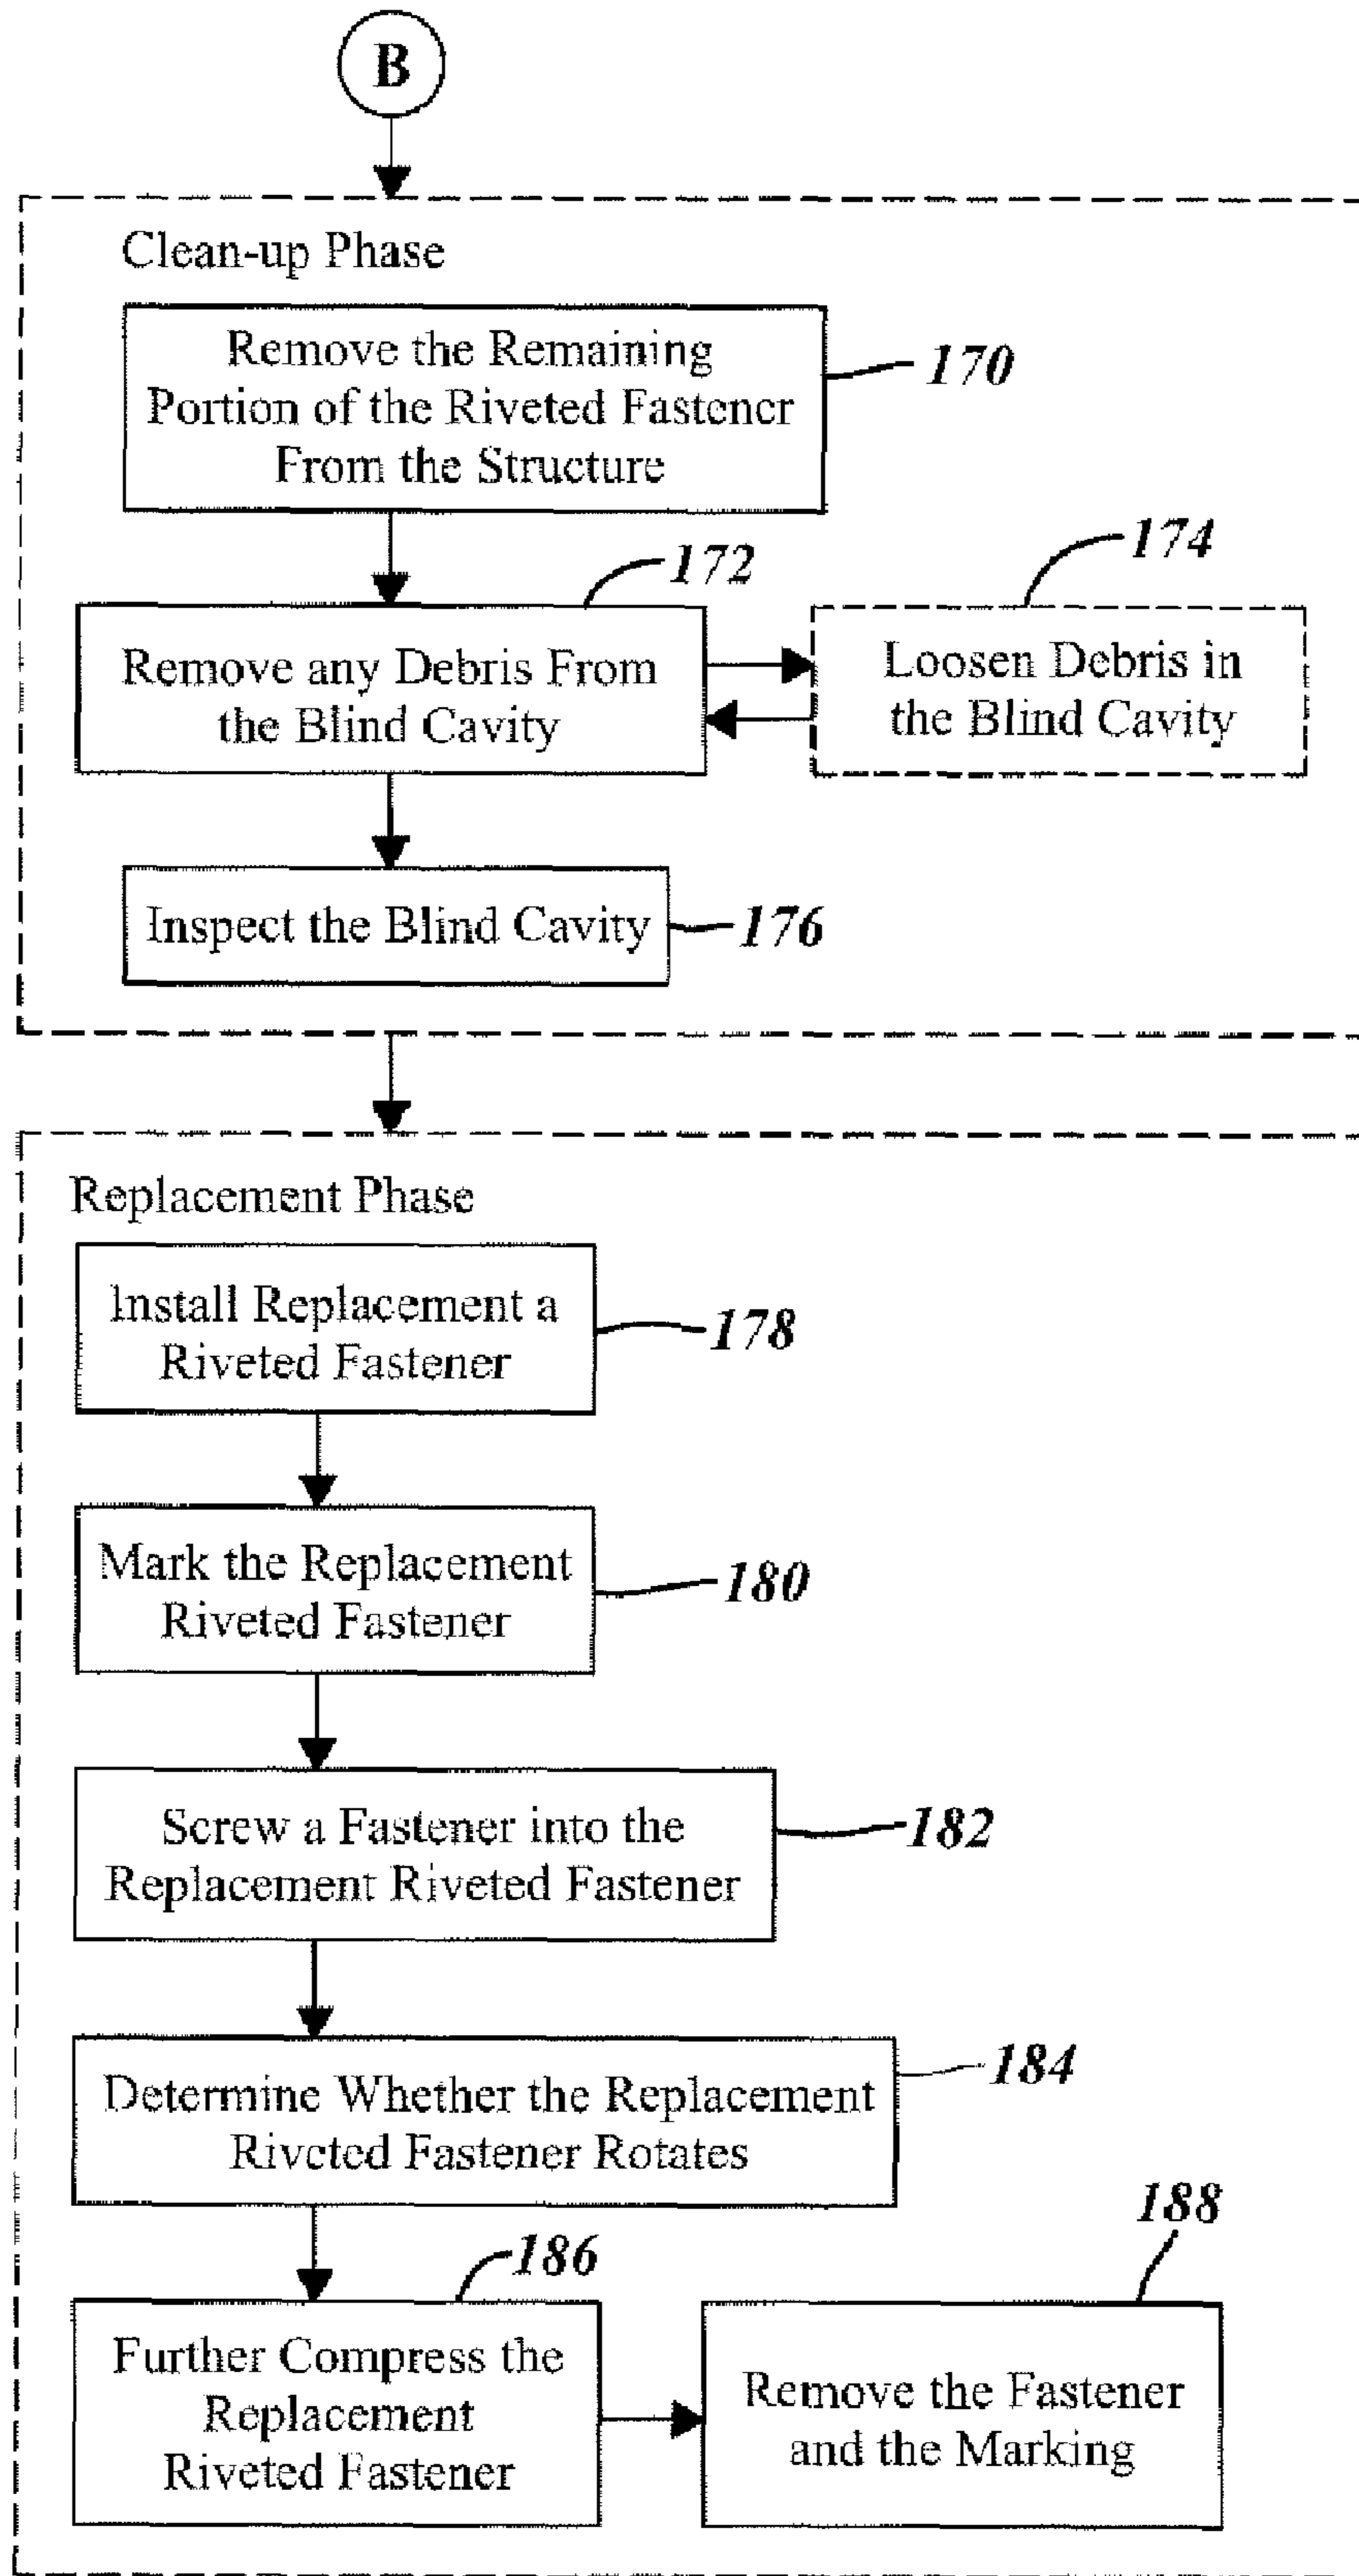 B
Clean-up Phase
Remove the Remaining
Portion of the Riveted Fastener
From the Structure
170
172
174
Remove any Debris From
the Blind Cavity
Loosen Debris in
the Blind Cavity
Inspect the Blind Cavity
176
Replacement Phase
Install Replacement a
Riveted Fastener
178
Mark the Replacement
Riveted Fastener
180
Screw a Fastener into the
Replacement Riveted Fastener
182
Determine Whether the Replacement
Riveted Fastener Rotates
184
186
188
Further Compress the
Replacement
Riveted Fastener
Remove the Fastener
and the Marking